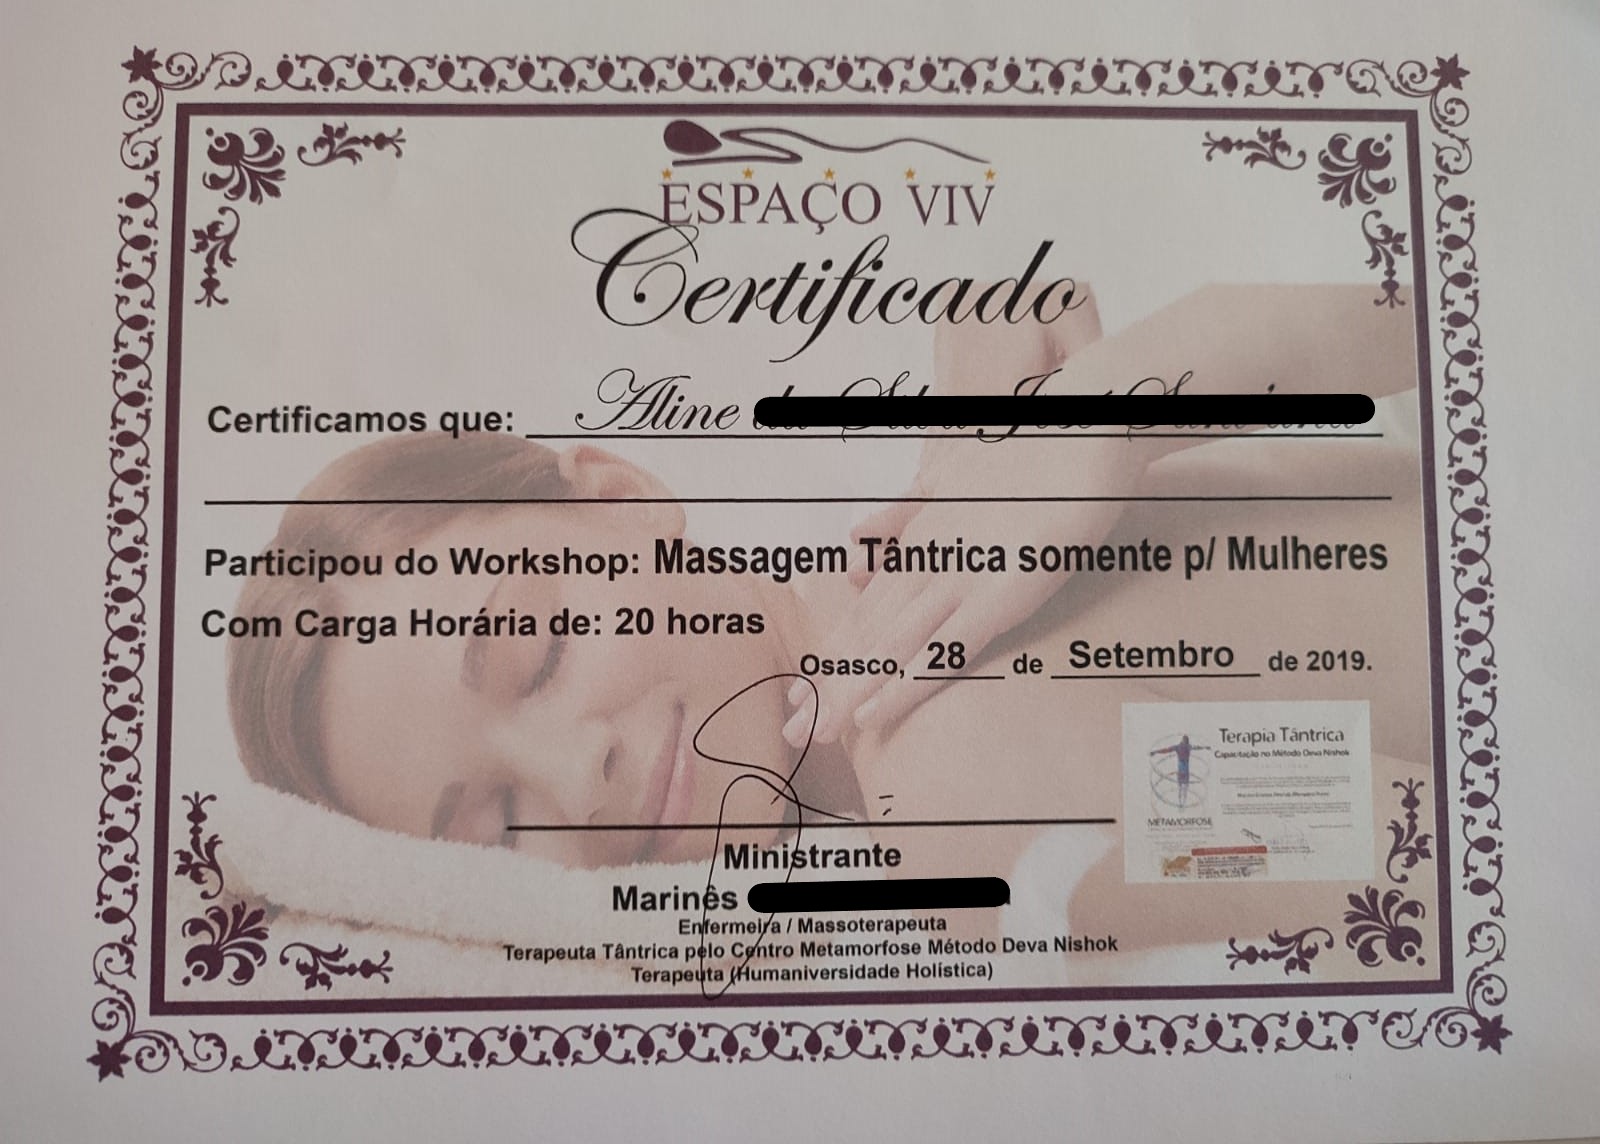 ESPAÇO VIV
Certificado
Certificamos que: Aline
Participou do Workshop: Massagem Tântrica somente p/ Mulheres
Com Carga Horária de: 20 horas
Osasco, 28 de Setembro de 2019.
Terapia Tântrica
Capacitação no Método Deva Nishok
METAMORFOSE
Ministrante
Marinês
Enfermeira / Massoterapeuta
Terapeuta Tântrica pelo Centro Metamorfose Método Deva Nishok
Terapeuta (Humaniversidade Holística)